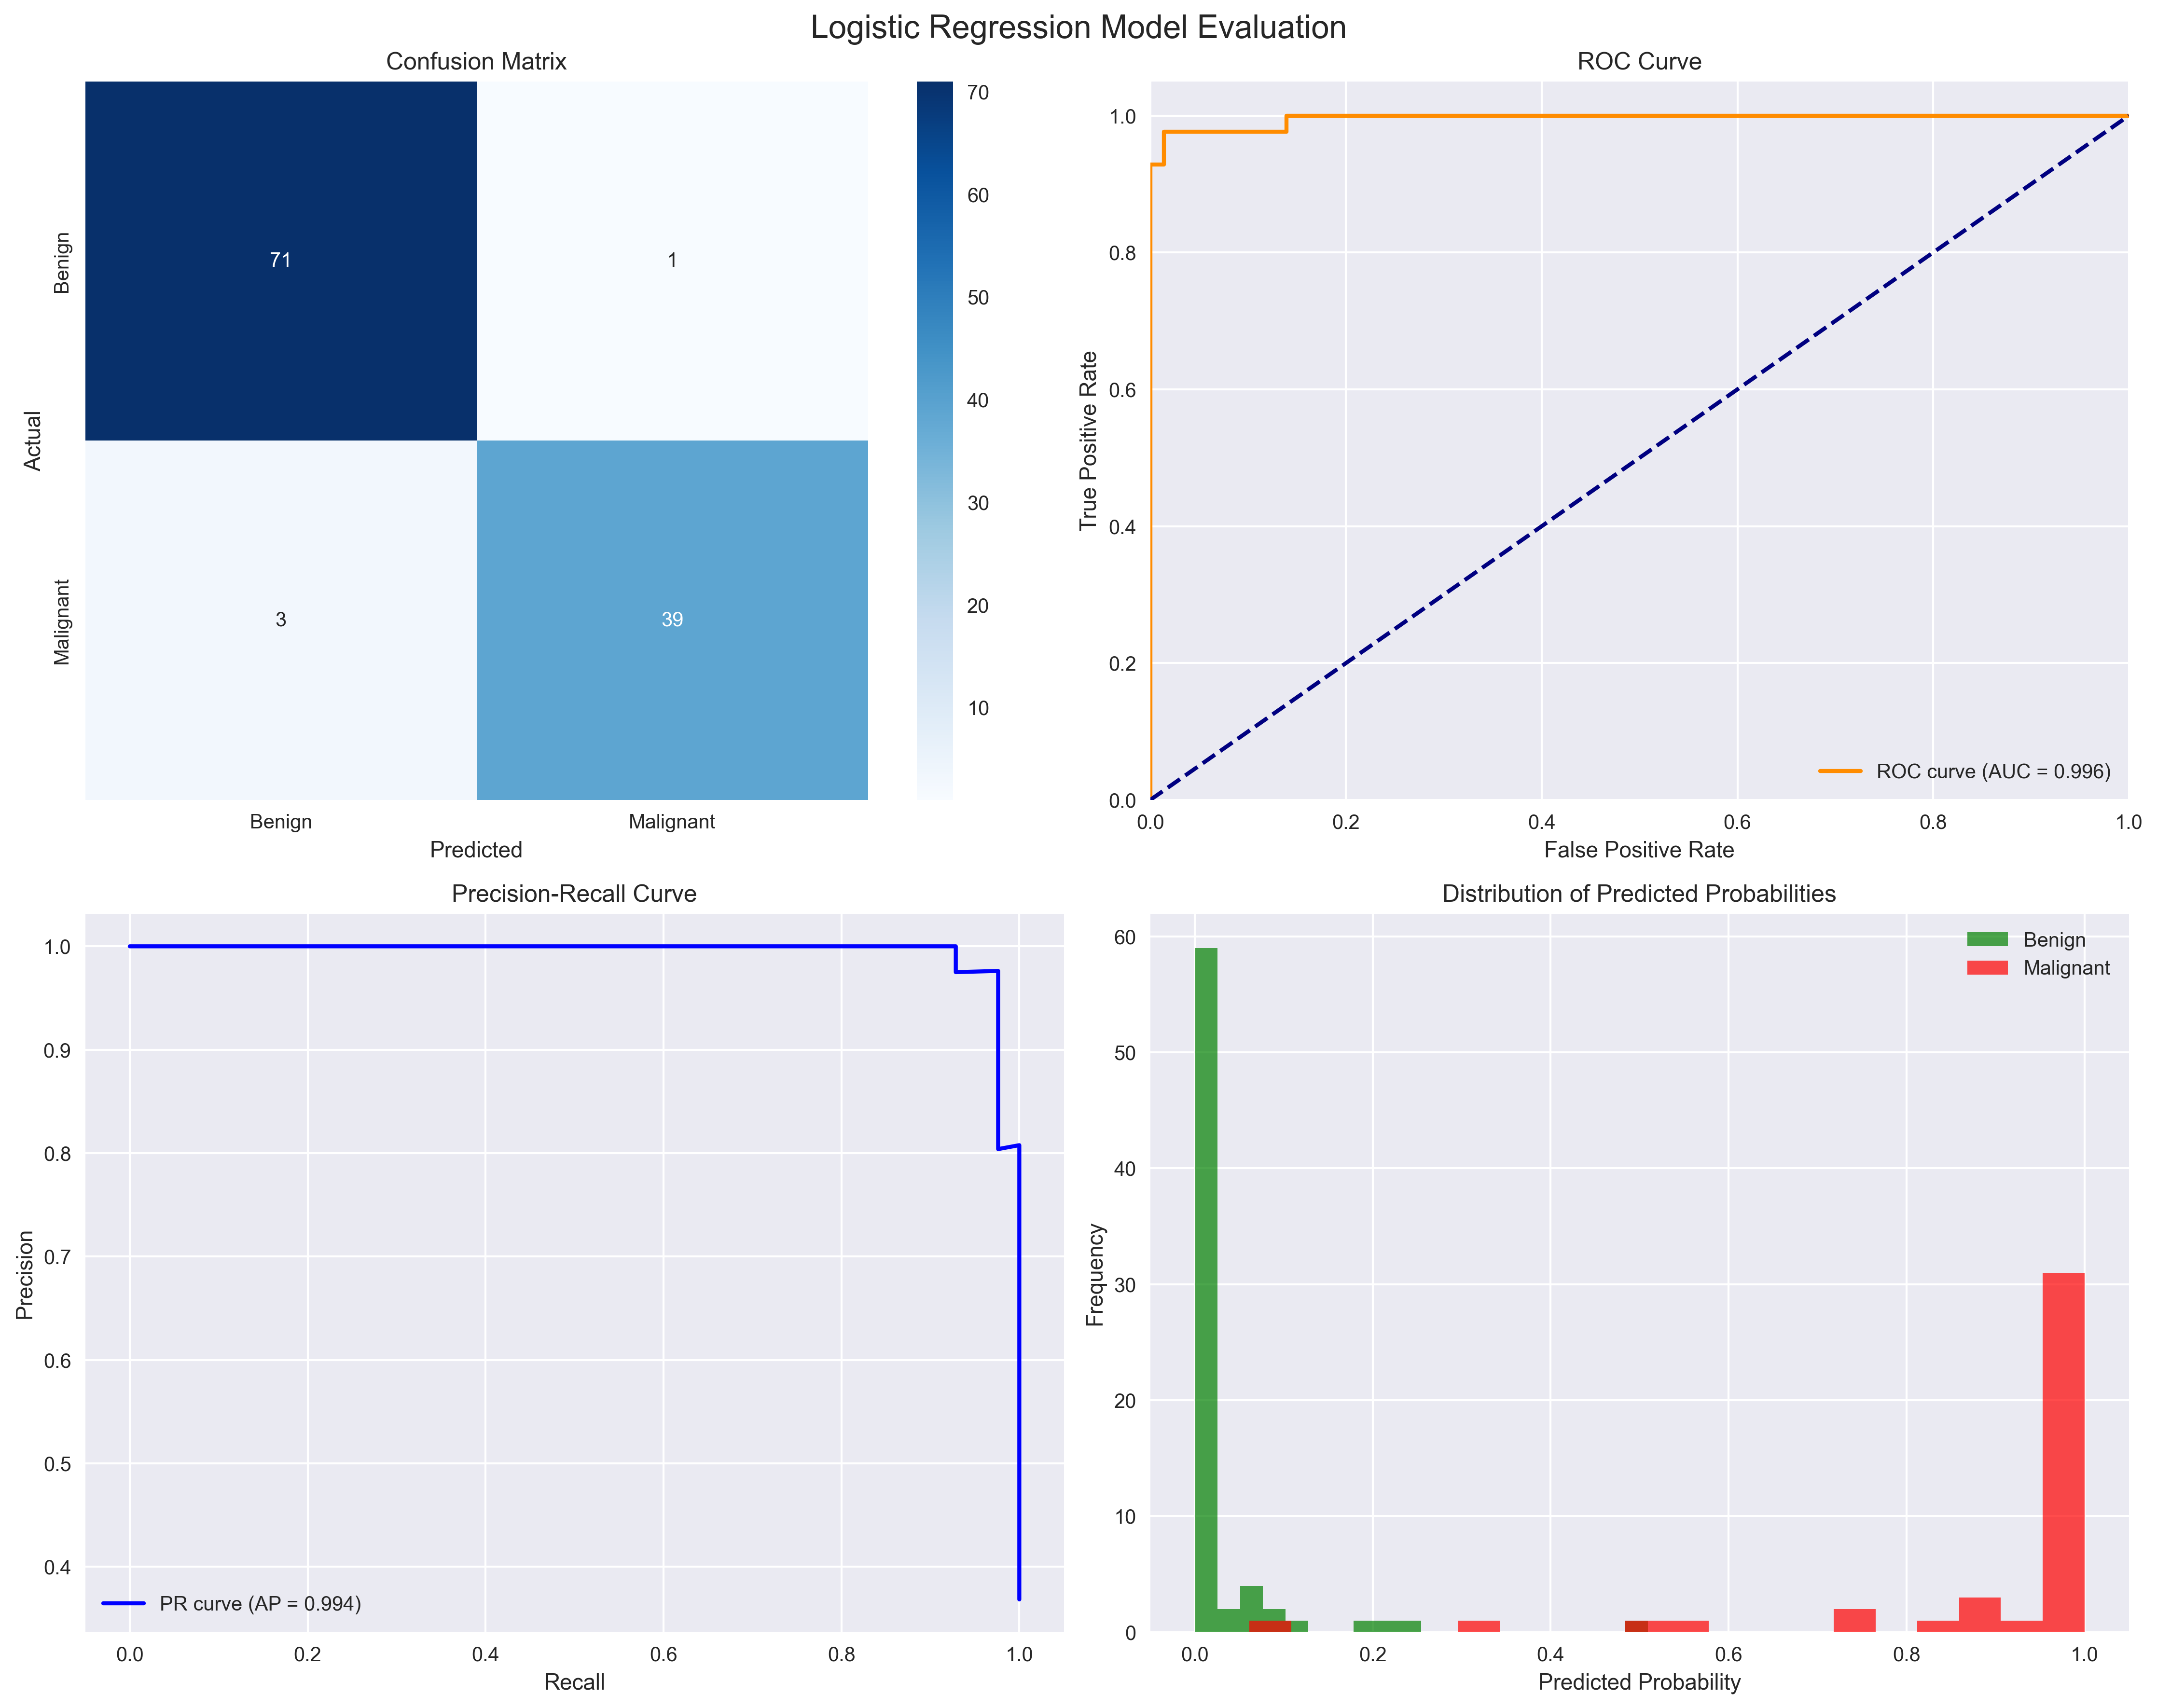 Logistic Regression Model Evaluation
Confusion Matrix
Actual
Benign
Malignant
71
1
3
39
Benign
Malignant
Predicted
70
60
50
40
30
20
10
ROC Curve
True Positive Rate
1.0
0.8
0.6
0.4
0.2
0.0
0.0 0.2 0.4 0.6 0.8 1.0
False Positive Rate
ROC curve (AUC = 0.996)
Precision-Recall Curve
Precision
1.0
0.9
0.8
0.7
0.6
0.5
0.4
PR curve (AP = 0.994)
0.0 0.2 0.4 0.6 0.8 1.0
Recall
Distribution of Predicted Probabilities
Frequency
60
50
40
30
20
10
0
Benign
Malignant
0.0 0.2 0.4 0.6 0.8 1.0
Predicted Probability